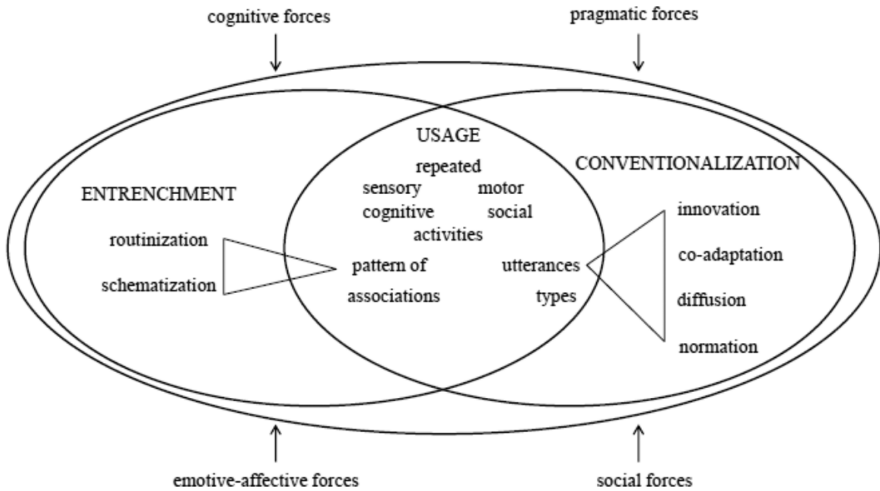 cognitive forces
pragmatic forces
USAGE
repeated
sensory motor
cognitive social
activities
pattern of
associations
utterances
types
ENTRENCHMENT
routinization
schematization
CONVENTIONALIZATION
innovation
co-adaptation
diffusion
normation
emotive-affective forces
social forces